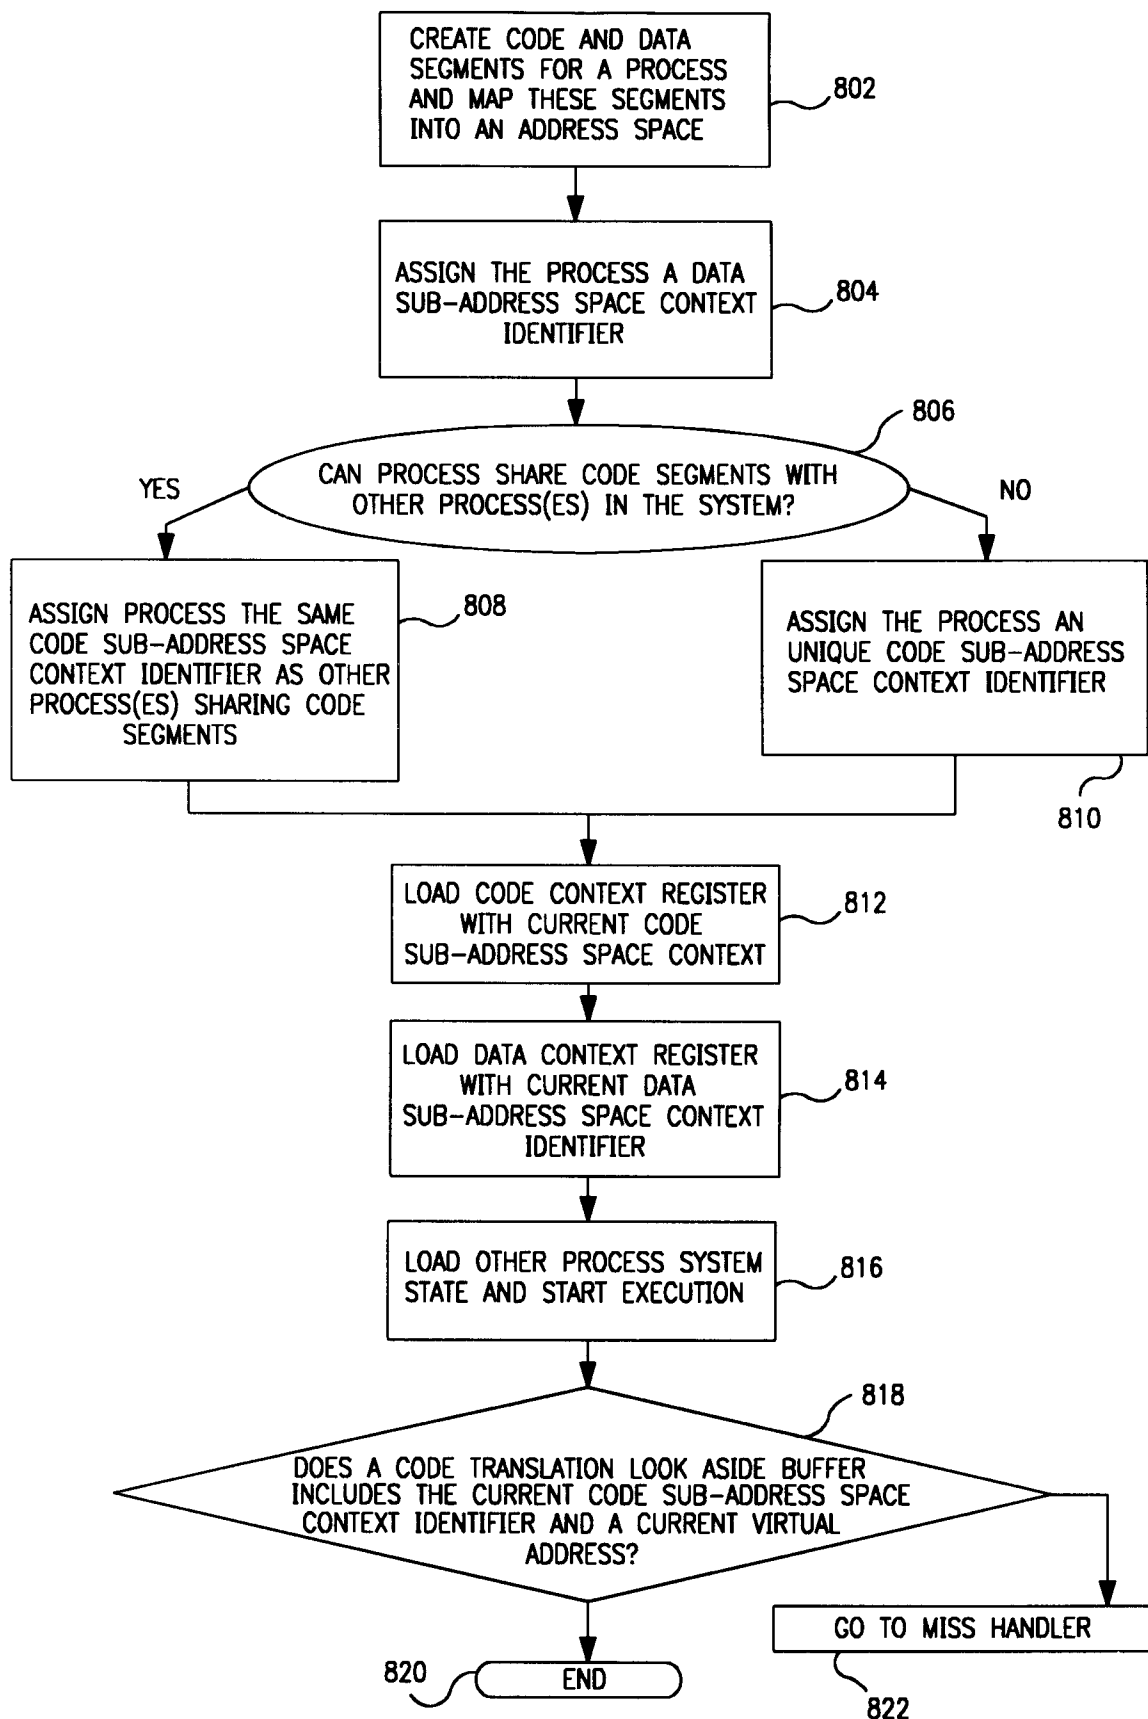 CREATE CODE AND DATA
SEGMENTS FOR A PROCESS
AND MAP THESE SEGMENTS
INTO AN ADDRESS SPACE
802
ASSIGN THE PROCESS A DATA
SUB-ADDRESS SPACE CONTEXT
IDENTIFIER
804
806
CAN PROCESS SHARE CODE SEGMENTS WITH
OTHER PROCESS(ES) IN THE SYSTEM?
YES
NO
ASSIGN PROCESS THE SAME
CODE SUB-ADDRESS SPACE
CONTEXT IDENTIFIER AS OTHER
PROCESS(ES) SHARING CODE
SEGMENTS
808
ASSIGN THE PROCESS AN
UNIQUE CODE SUB-ADDRESS
SPACE CONTEXT IDENTIFIER
810
LOAD CODE CONTEXT REGISTER
WITH CURRENT CODE
SUB-ADDRESS SPACE CONTEXT
812
LOAD DATA CONTEXT REGISTER
WITH CURRENT DATA
SUB-ADDRESS SPACE CONTEXT
IDENTIFIER
814
LOAD OTHER PROCESS SYSTEM
STATE AND START EXECUTION
816
818
DOES A CODE TRANSLATION LOOK ASIDE BUFFER
INCLUDES THE CURRENT CODE SUB-ADDRESS SPACE
CONTEXT IDENTIFIER AND A CURRENT VIRTUAL
ADDRESS?
GO TO MISS HANDLER
822
820
END